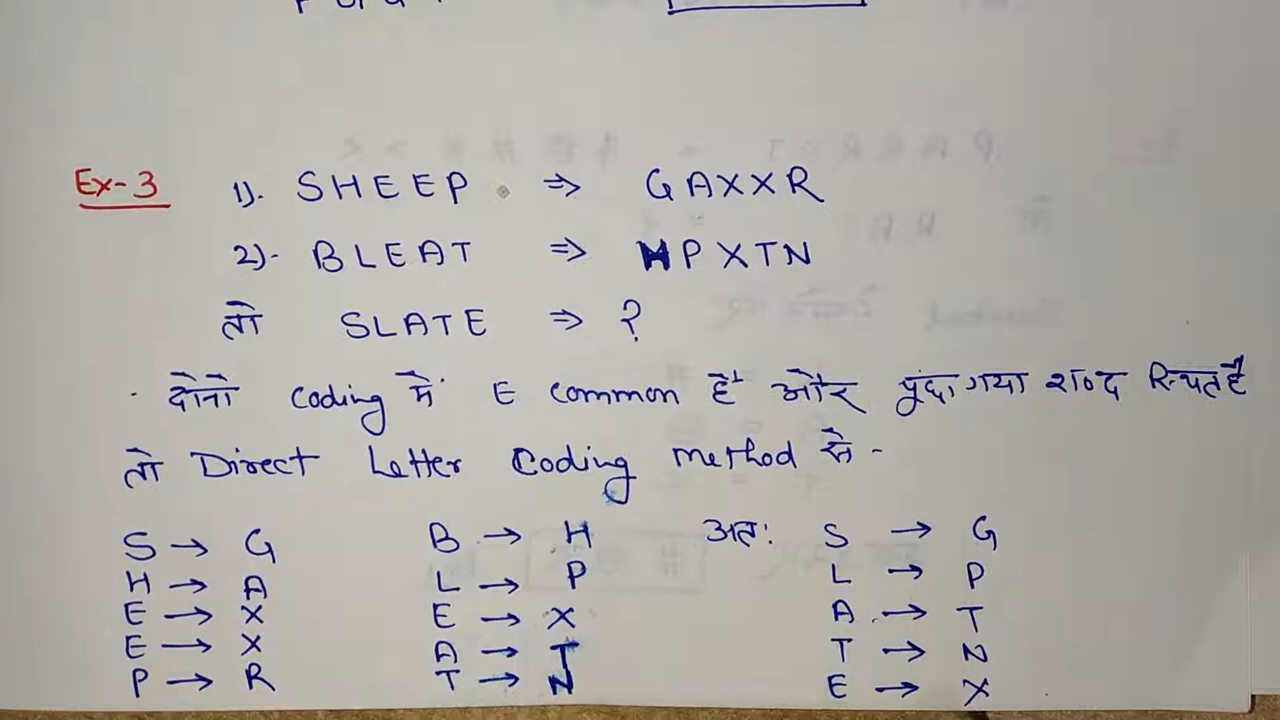 Ex-3 1). SHEEP ⇒ GAXXR
2). BLEAT ⇒ HPXTN
तो SLATE ⇒ ?
दोनो coding में E common है और पुछा गया शब्द
तो Direct Letter Coding method से -
S → G B → H अत: S → G
H → A L → P L → P
E → X E → X A → T
E → X A → T T → N
P → R T → N E → X